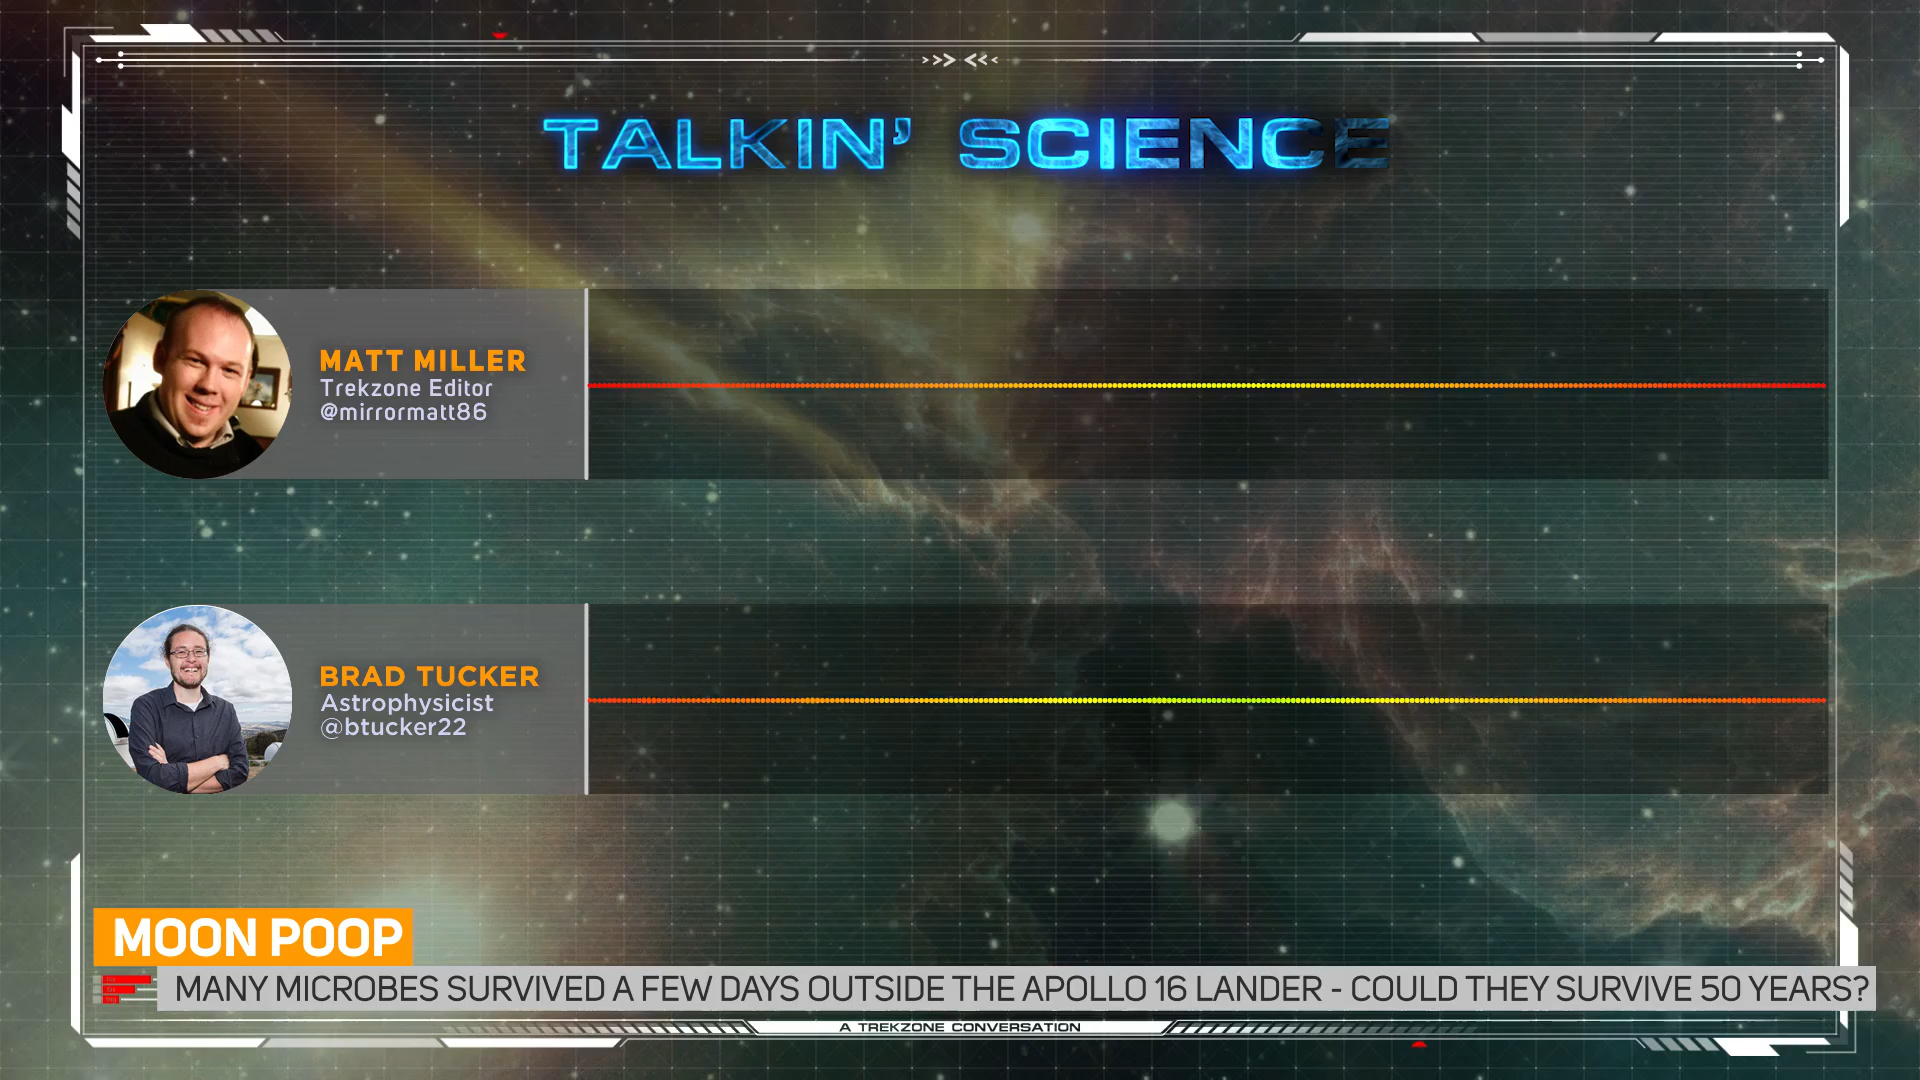 TALKIN' SCIENCE
MATT MILLER
Trekzone Editor
@mirrormatt86
BRAD TUCKER
Astrophysicist
@btucker22
MOON POOP
MANY MICROBES SURVIVED A FEW DAYS OUTSIDE THE APOLLO 16 LANDER - COULD THEY SURVIVE 50 YEARS?
A TREKZONE CONVERSATION